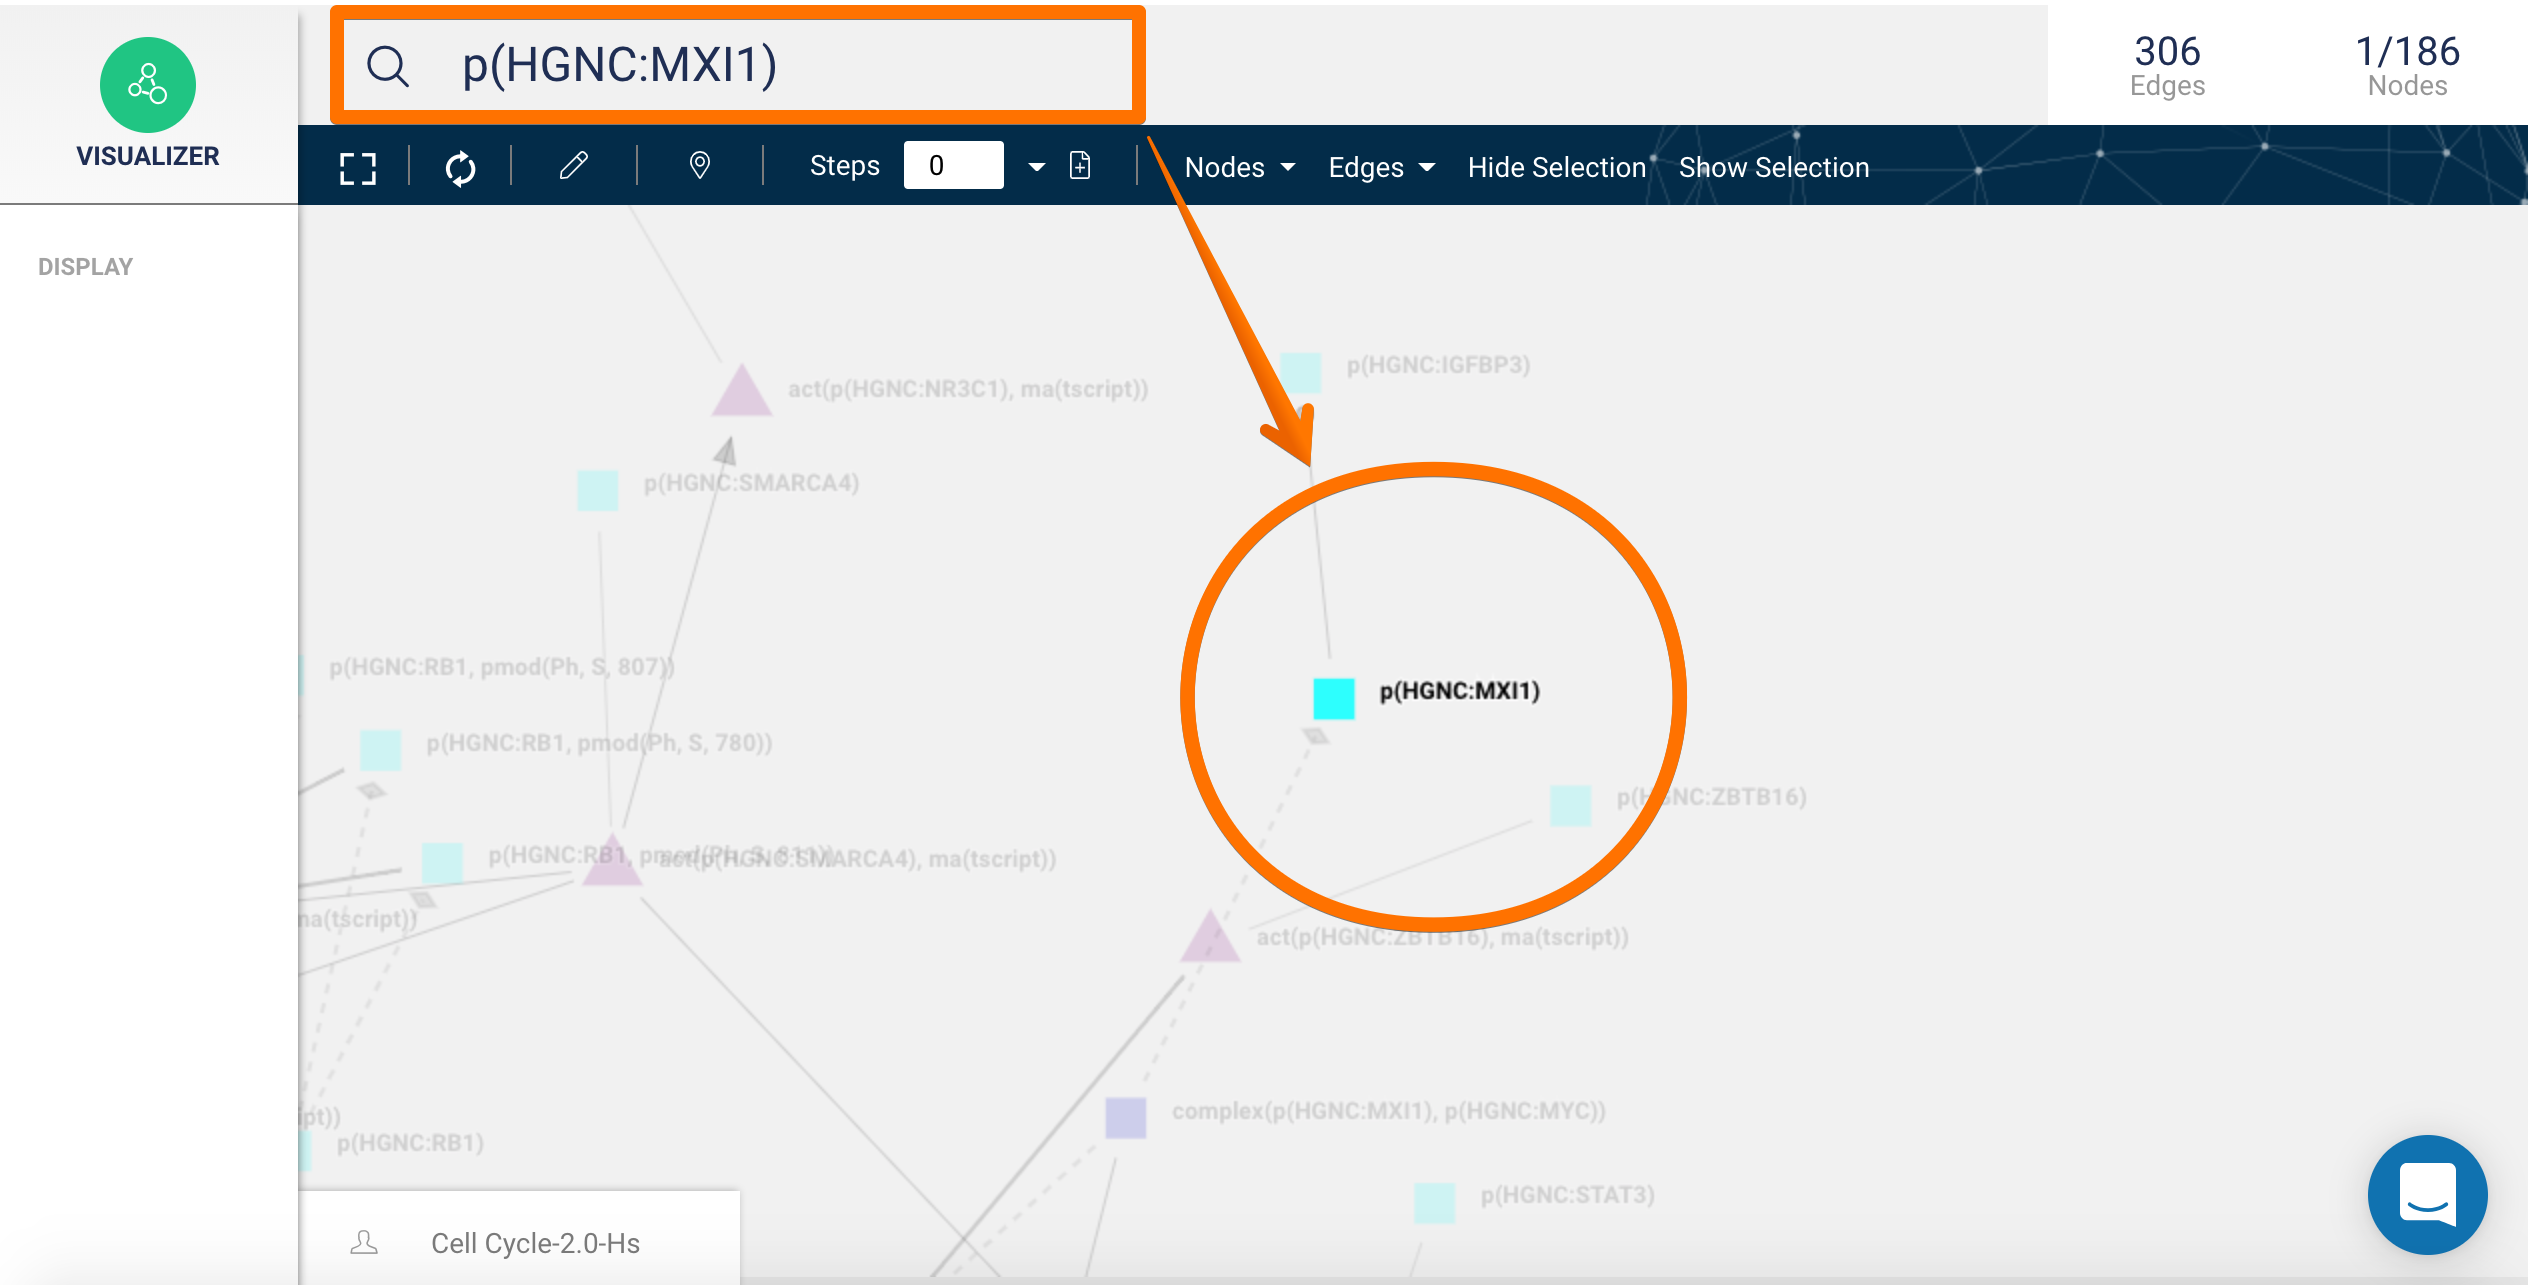 p(HGNC:MXI1)
306
Edges
1/186
Nodes
VISUALIZER
Steps 0 Nodes Edges Hide Selection Show Selection
DISPLAY
p(HGNC:IGFBP3)
act(p(HGNC:NR3C1), ma(tscript))
p(HGNC:SMARCA4)
p(HGNC:RB1, pmod(Ph, S, 807))
p(HGNC:MXI1)
p(HGNC:RB1, pmod(Ph, S, 780))
p(HGNC:ZBTB16)
p(HGNC:RB1, pmod(Ph, S, 811))
act(p(HGNC:SMARCA4), ma(tscript))
ma(tscript))
act(p(HGNC:ZBTB16), ma(tscript))
complex(p(HGNC:MXI1), p(HGNC:MYC))
ipt))
p(HGNC:RB1)
p(HGNC:STAT3)
Cell Cycle-2.0-Hs